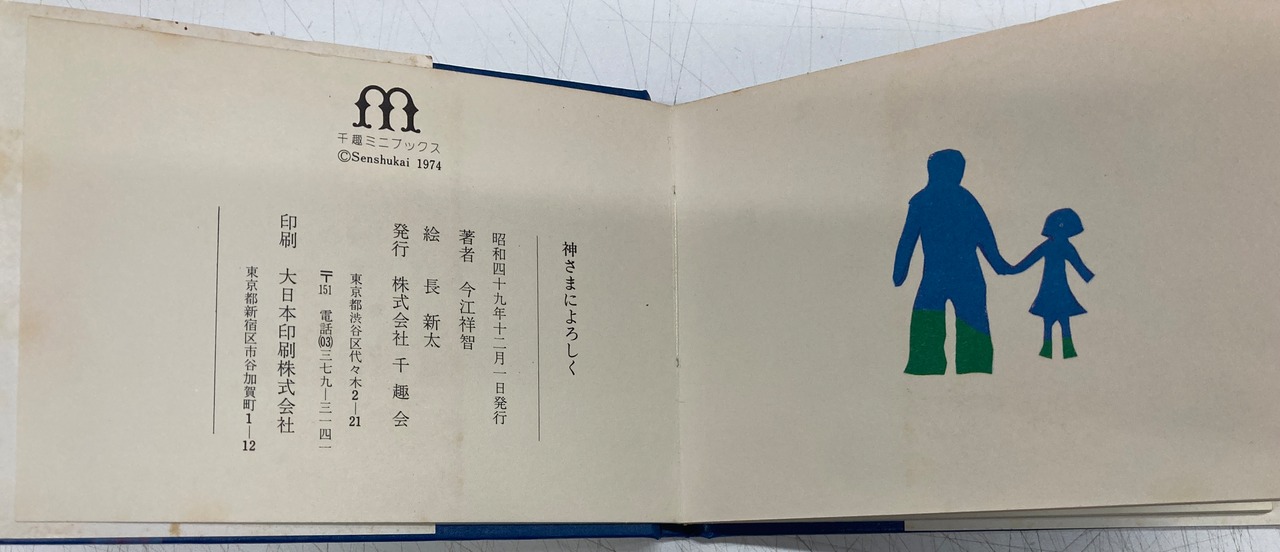 m
千趣ミニブックス
©Senshukai 1974
神さまによろしく
昭和四十九年十二月一日発行
著者 今江祥智
絵 長 新太
発行 株式会社 千趣会
東京都渋谷区代々木2—21
〒151 電話(03)三七九—三一四一
印刷 大日本印刷株式会社
東京都新宿区市谷加賀町1—12